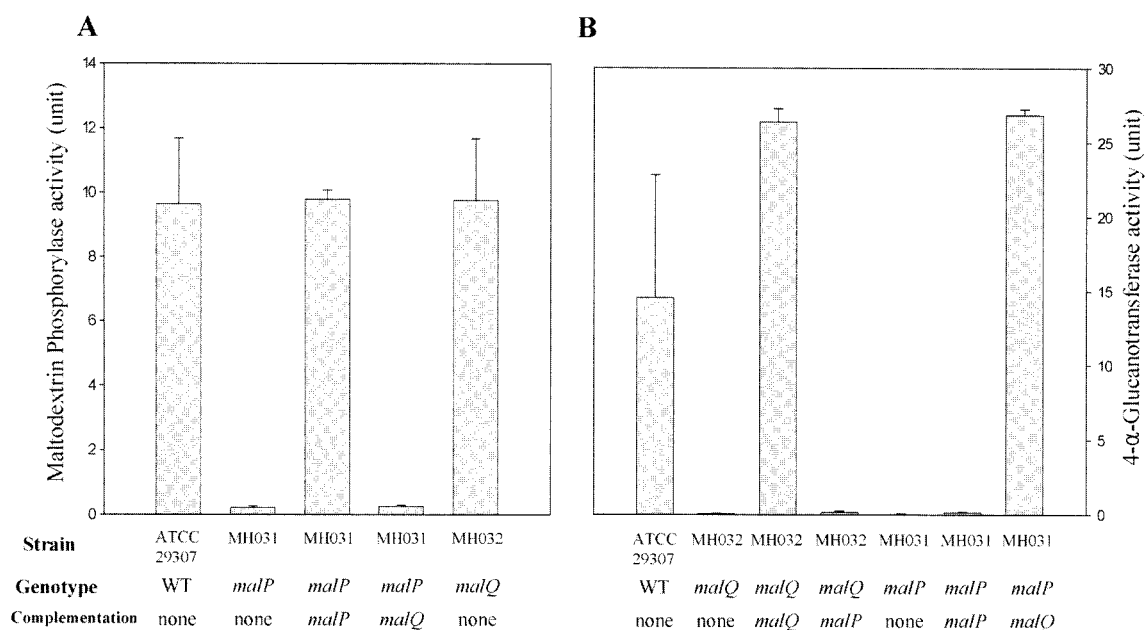 A
B
Maltodextrin Phosphorylase activity (unit)
14
12
10
8
6
4
2
0
30
25
20
15
10
5
0
4-α-Glucanotransferase activity (unit)
Strain
ATCC 29307 MH031 MH031 MH031 MH032
ATCC 29307 MH032 MH032 MH032 MH031 MH031 MH031
Genotype
WT malP malP malP malQ
WT malQ malQ malQ malP malP malP
Complementation
none none malP malQ none
none none malQ malP none malP malQ